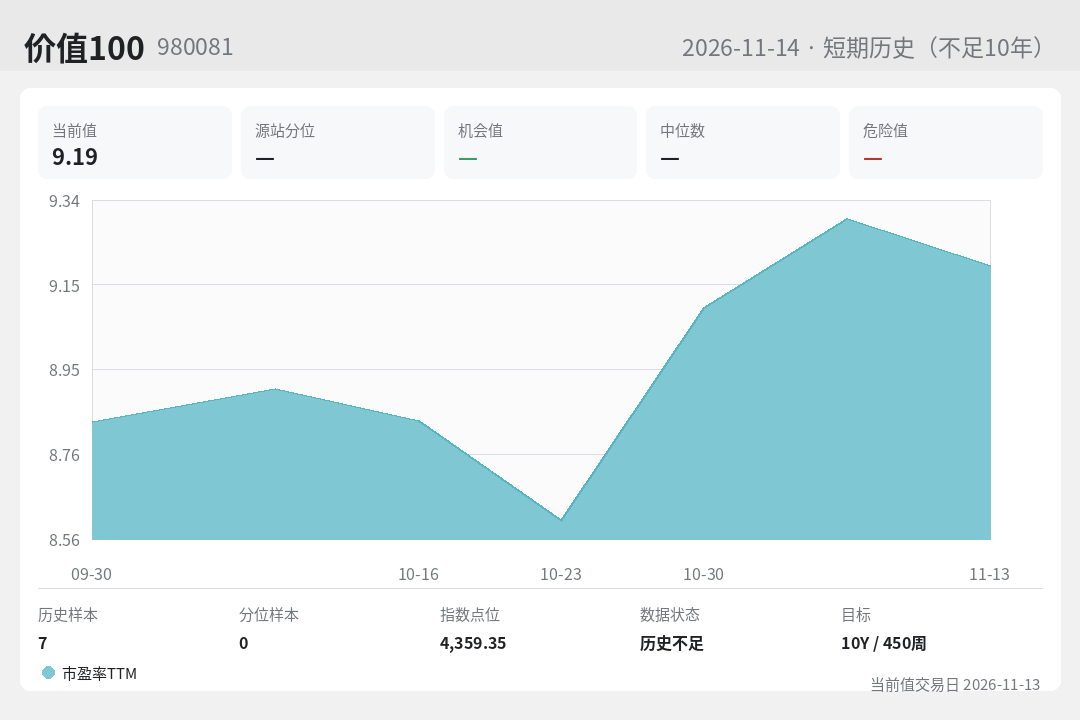 价值100 980081
2026-11-14 · 短期历史（不足10年）
当前值 源站分位 机会值 中位数 危险值
9.19 — — — —
9.34
9.15
8.95
8.76
8.56
09-30 10-16 10-23 10-30 11-13
历史样本 分位样本 指数点位 数据状态 目标
7 0 4,359.35 历史不足 10Y / 450周
市盈率TTM
当前值交易日 2026-11-13